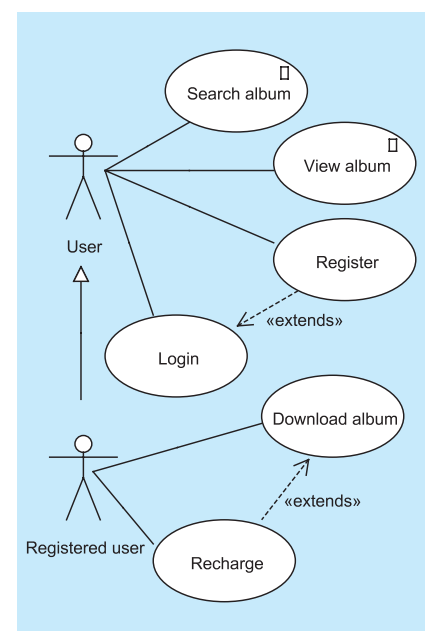 Search album
View album
User
Register
«extends»
Login
Download album
«extends»
Registered user
Recharge